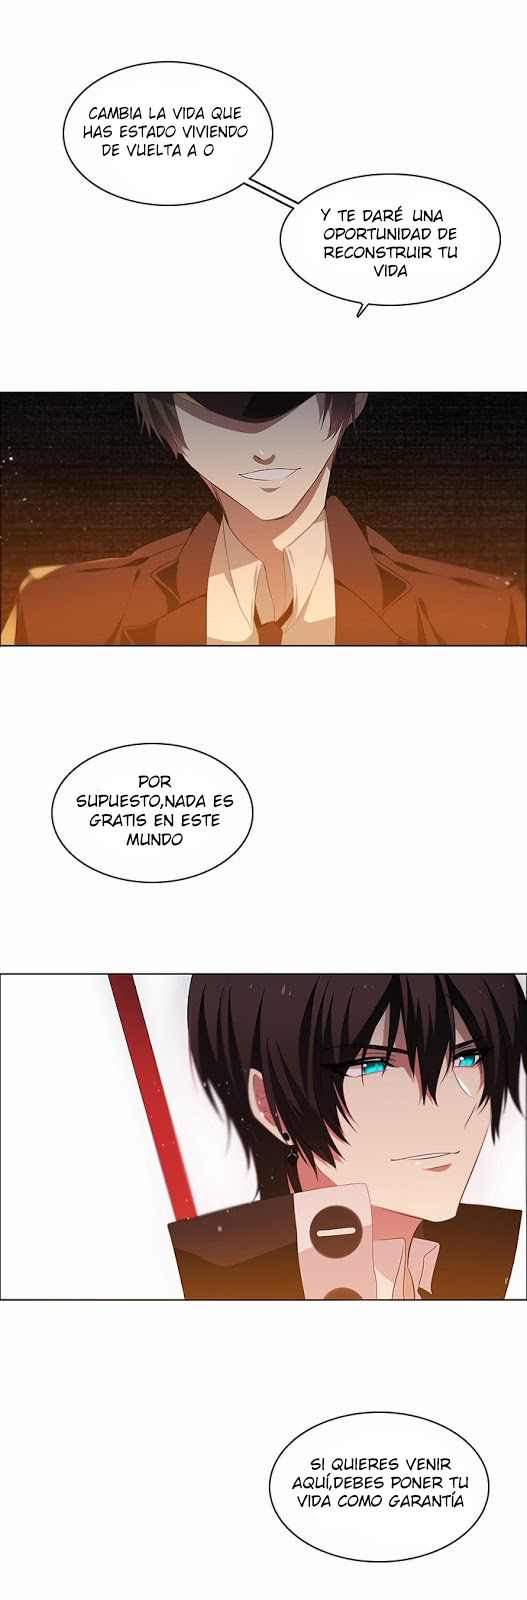 CAMBIA LA VIDA QUE
HAS ESTADO VIVIENDO
DE VUELTA A 0
Y TE DARÉ UNA
OPORTUNIDAD DE
RECONSTRUIR TU
VIDA
POR
SUPUESTO,NADA ES
GRATIS EN ESTE
MUNDO
SI QUIERES VENIR
AQUÍ,DEBES PONER TU
VIDA COMO GARANTÍA